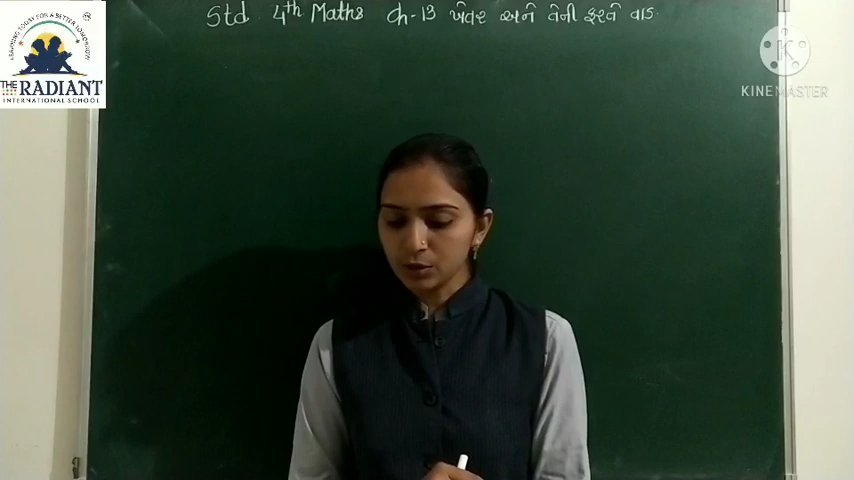 Std 4th Maths Ch-13 ખેતર અને તેની ફરતે વાડ
LEARNING TODAY FOR A BETTER TOMORROW
THE RADIANT
INTERNATIONAL SCHOOL
K
KINEMASTER